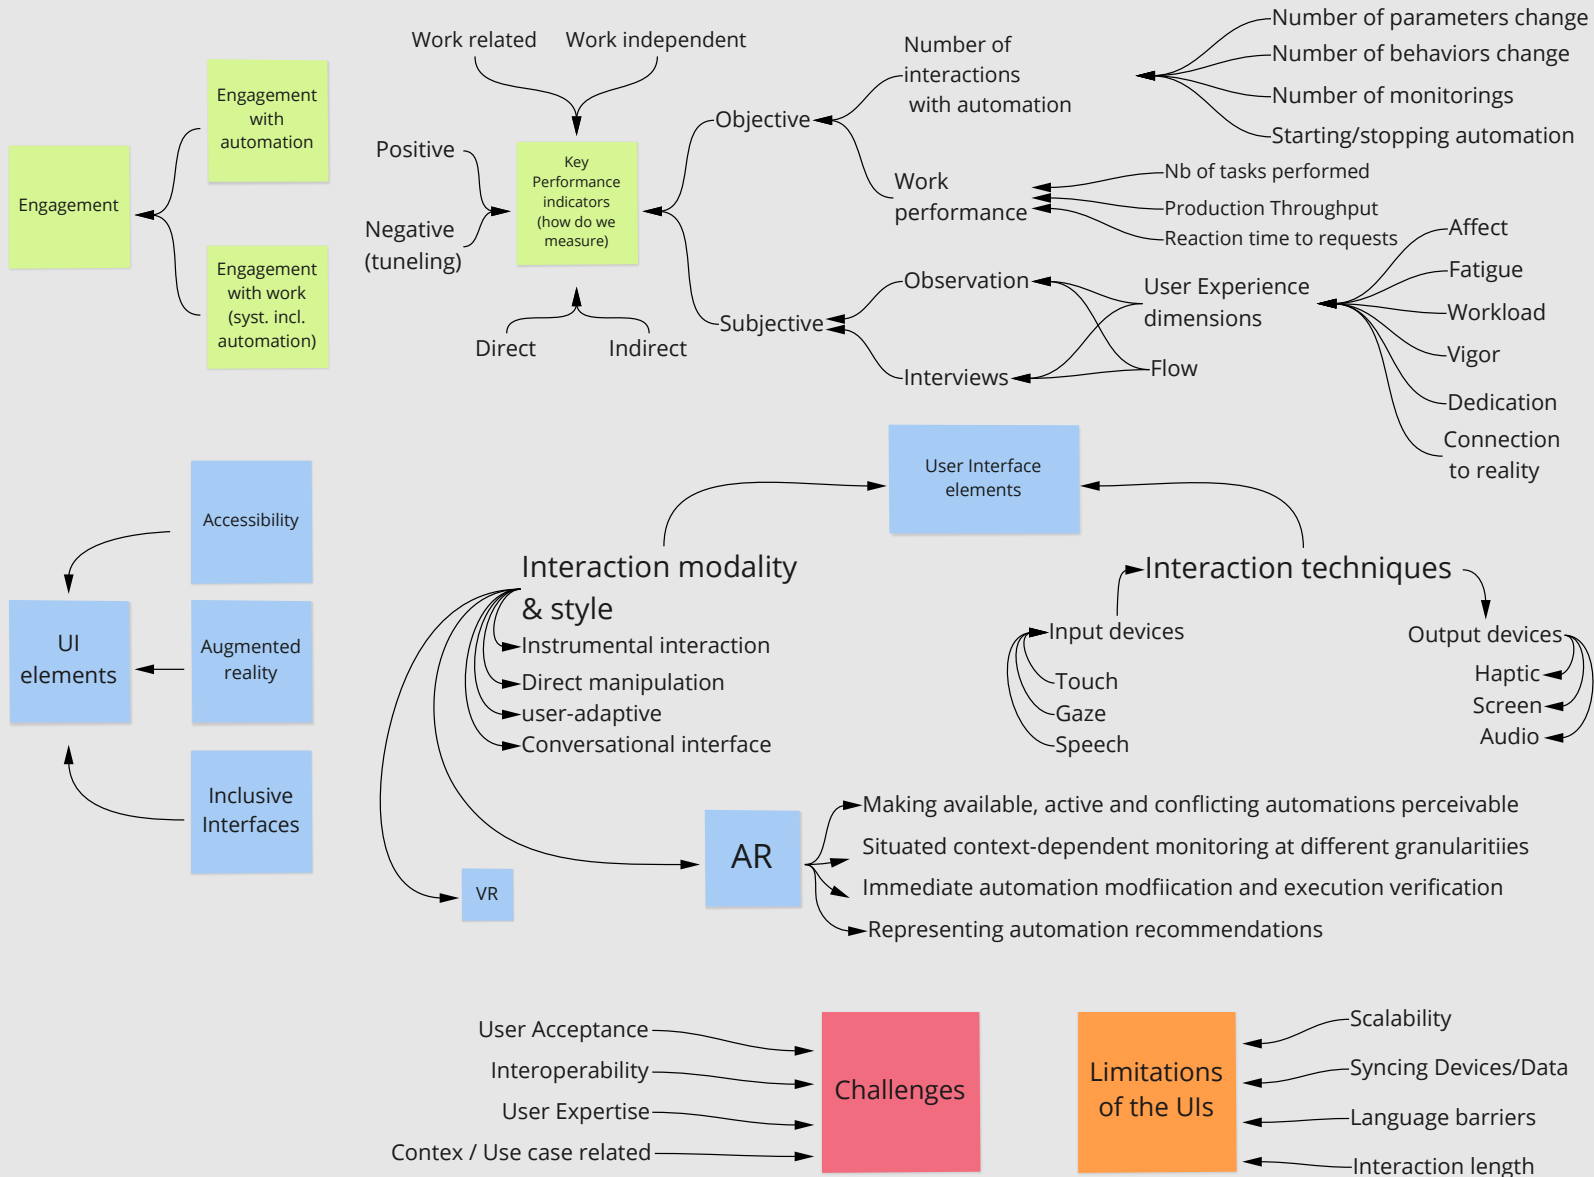 Work related
Work independent
Number of
interactions
with automation
Number of parameters change
Number of behaviors change
Number of monitorings
Starting/stopping automation
Engagement
with
automation
Engagement
Engagement
with work
(syst. incl.
automation)
Positive
Negative
(tuneling)
Key
Performance
indicators
(how do we
measure)
Direct
Indirect
Objective
Subjective
Work
performance
Nb of tasks performed
Production Throughput
Reaction time to requests
Observation
Interviews
User Experience
dimensions
Flow
Affect
Fatigue
Workload
Vigor
Dedication
Connection
to reality
Accessibility
UI
elements
Augmented
reality
Inclusive
Interfaces
User Interface
elements
Interaction modality
& style
Instrumental interaction
Direct manipulation
user-adaptive
Conversational interface
Interaction techniques
Input devices
Touch
Gaze
Speech
Output devices
Haptic
Screen
Audio
VR
AR
Making available, active and conflicting automations perceivable
Situated context-dependent monitoring at different granularitiies
Immediate automation modfiication and execution verification
Representing automation recommendations
User Acceptance
Interoperability
User Expertise
Contex / Use case related
Challenges
Limitations
of the UIs
Scalability
Syncing Devices/Data
Language barriers
Interaction length